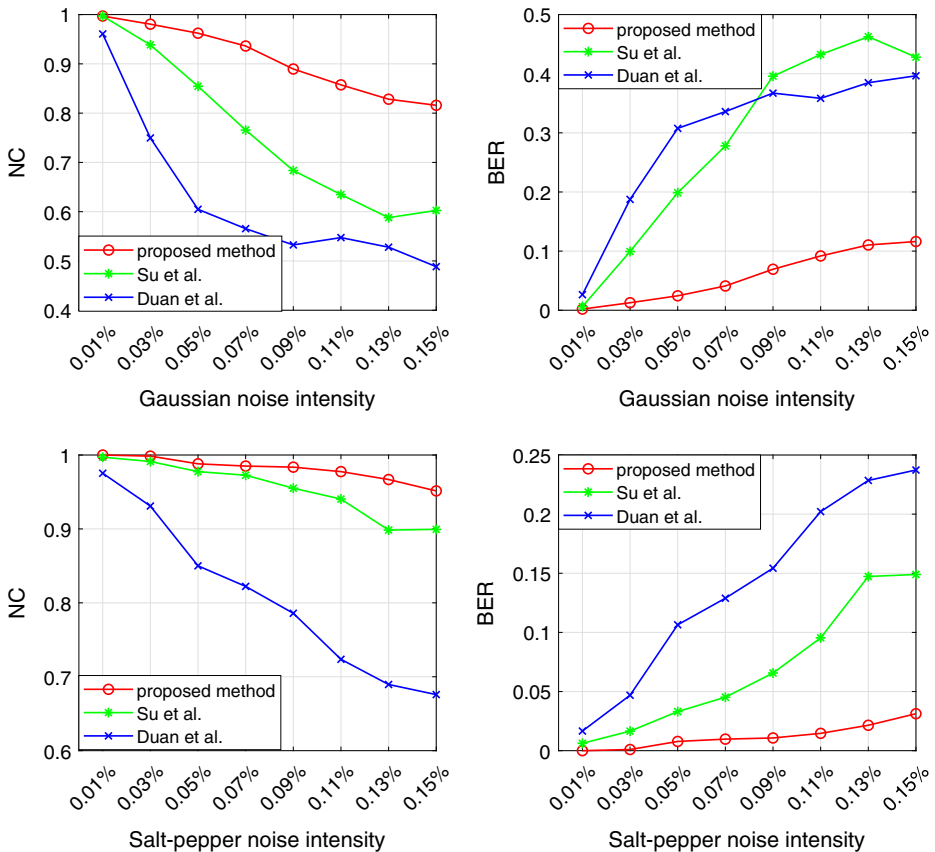 1
0.9
0.8
0.7
0.6
0.5
0.4
NC
proposed method
Su et al.
Duan et al.
0.01%
0.03%
0.05%
0.07%
0.09%
0.11%
0.13%
0.15%
Gaussian noise intensity
0.5
0.4
0.3
0.2
0.1
0
BER
proposed method
Su et al.
Duan et al.
0.01%
0.03%
0.05%
0.07%
0.09%
0.11%
0.13%
0.15%
Gaussian noise intensity
1
0.9
0.8
0.7
0.6
NC
proposed method
Su et al.
Duan et al.
0.01%
0.03%
0.05%
0.07%
0.09%
0.11%
0.13%
0.15%
Salt-pepper noise intensity
0.25
0.2
0.15
0.1
0.05
0
BER
proposed method
Su et al.
Duan et al.
0.01%
0.03%
0.05%
0.07%
0.09%
0.11%
0.13%
0.15%
Salt-pepper noise intensity